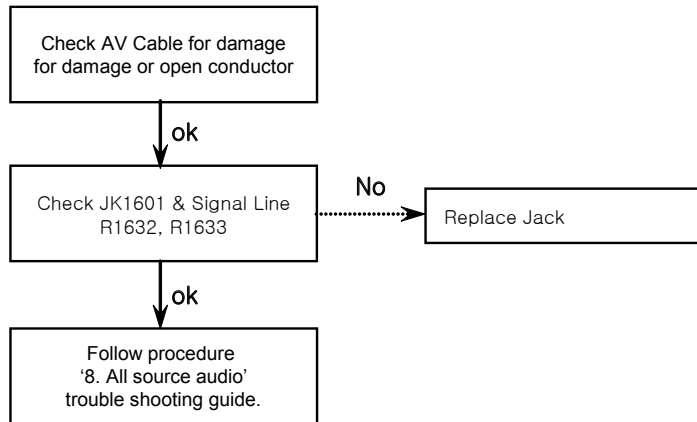 Check AV Cable for damage
for damage or open conductor
ok
Check JK1601 & Signal Line
R1632, R1633
No
Replace Jack
ok
Follow procedure
‘8. All source audio’
trouble shooting guide.